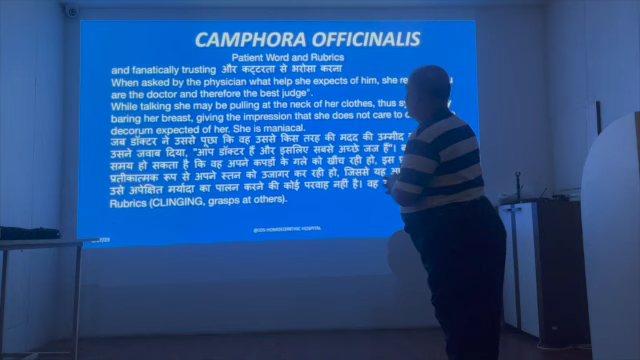 CAMPHORA OFFICINALIS
Patient Word and Rubrics
and fanatically trusting और कट्टरता से भरोसा करना
When asked by the physician what help she expects of him, she
are the doctor and therefore the best judge".
While talking she may be pulling at the neck of her clothes, thus
baring her breast, giving the impression that she does not care to
decorum expected of her. She is maniacal.
जब डॉक्टर ने उससे पूछा कि वह उससे किस तरह की मदद की उम्मीद
उसने जवाब दिया, "आप डॉक्टर हैं और इसलिए सबसे अच्छे जज हैं"।
समय हो सकता है कि वह अपने कपड़ों के गले को खींच रही हो, इस
प्रतीकात्मक रूप से अपने स्तन को उजागर कर रही हो, जिससे यह
उसे अपेक्षित मर्यादा का पालन करने की कोई परवाह नहीं है। वह
Rubrics (CLINGING, grasps at others).
HOMOEOPATHIC HOSPITAL